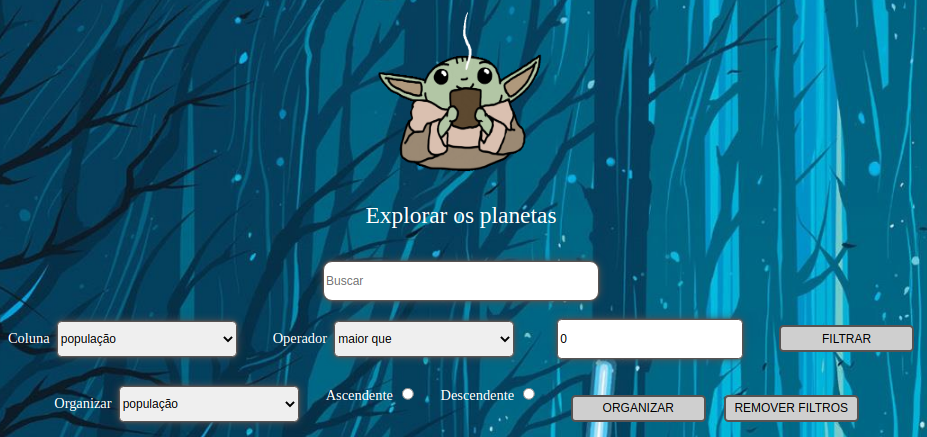 Explorar os planetas
Buscar
Coluna população Operador maior que 0 FILTRAR
Organizar população Ascendente Descendente ORGANIZAR REMOVER FILTROS